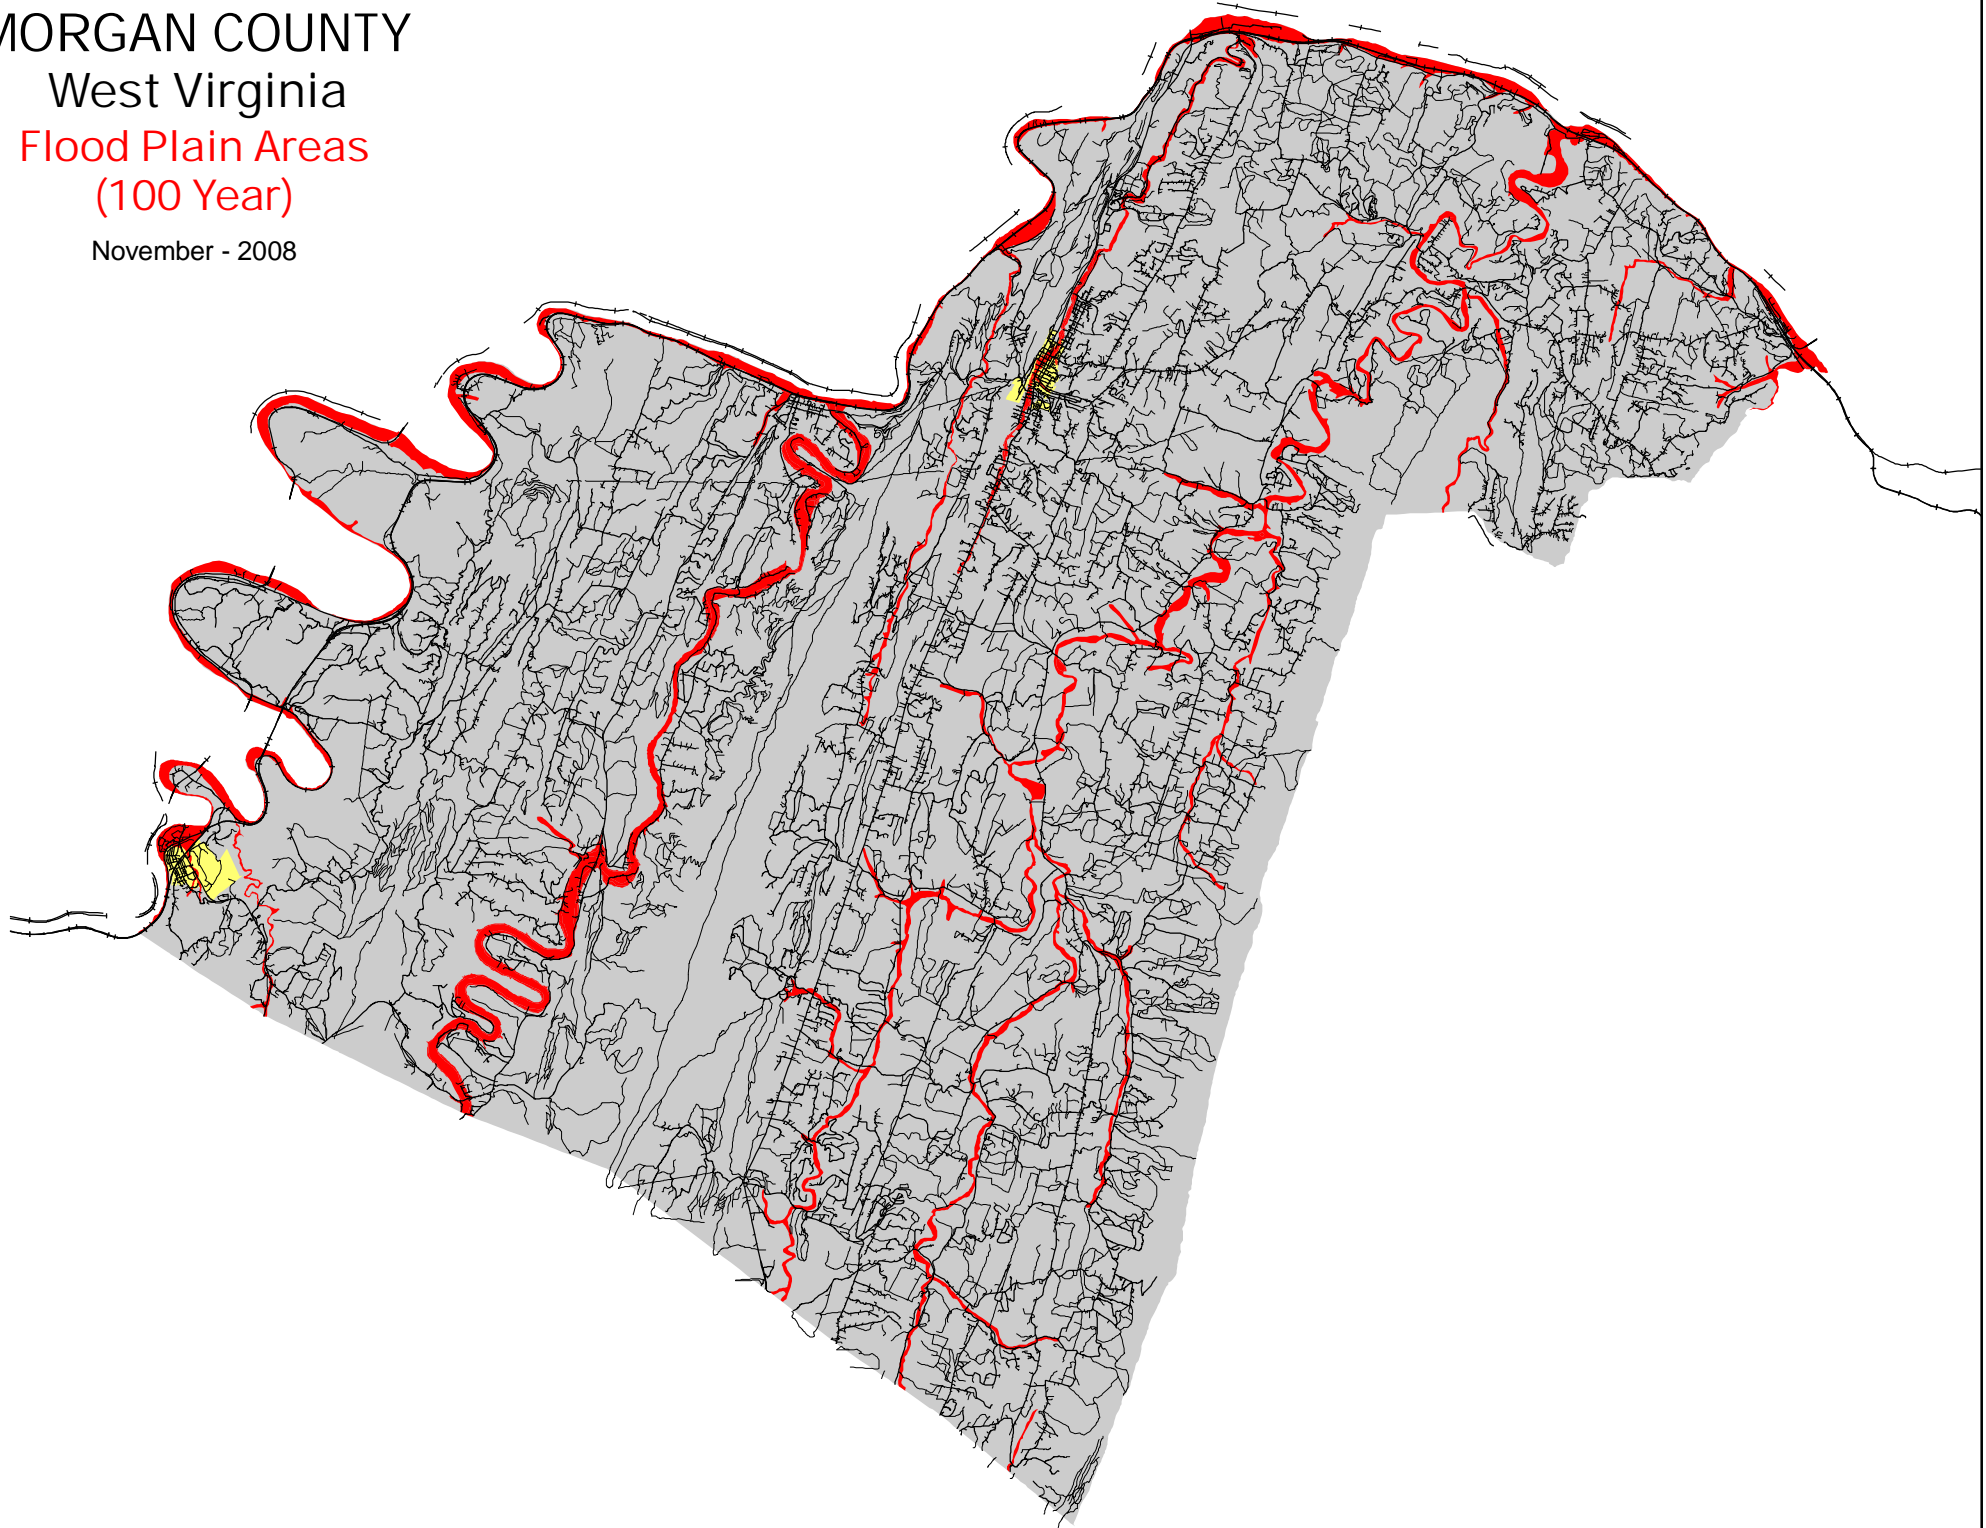 MORGAN COUNTY
West Virginia
Flood Plain Areas
(100 Year)
November - 2008